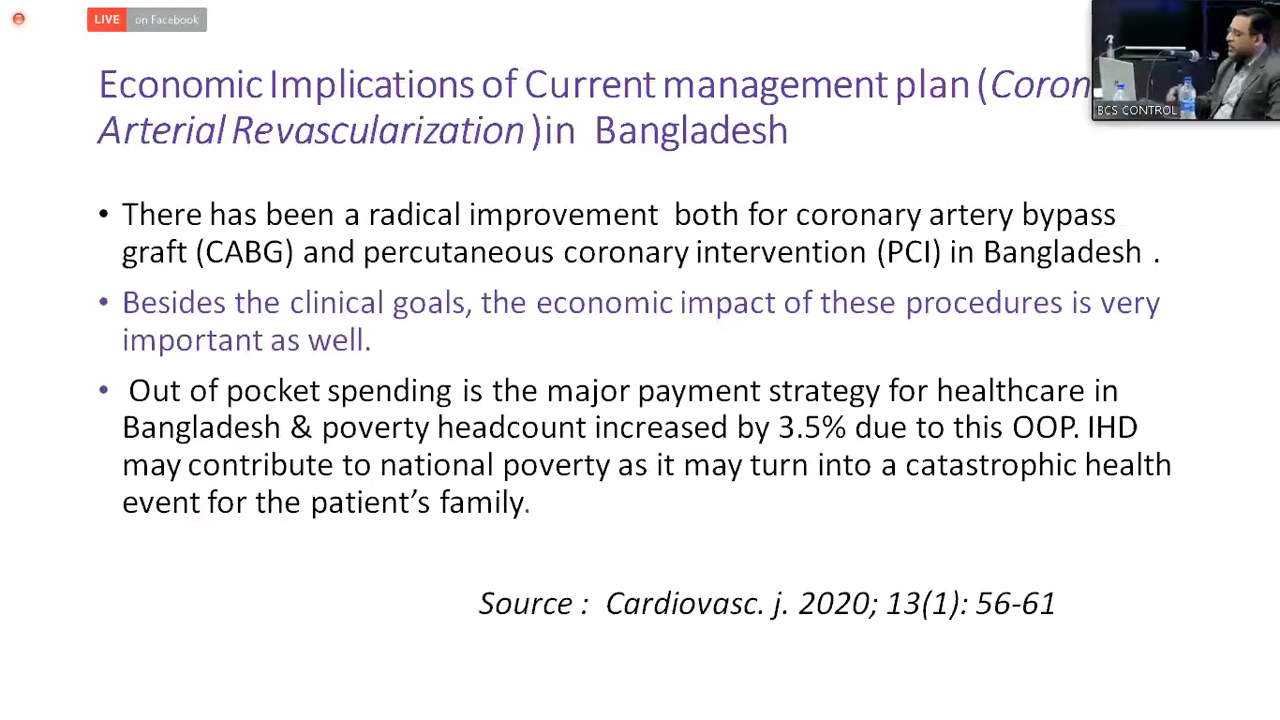 LIVE on Facebook
BCS CONTROL
Economic Implications of Current management plan (Coron
Arterial Revascularization )in Bangladesh
• There has been a radical improvement both for coronary artery bypass
graft (CABG) and percutaneous coronary intervention (PCI) in Bangladesh .
• Besides the clinical goals, the economic impact of these procedures is very
important as well.
• Out of pocket spending is the major payment strategy for healthcare in
Bangladesh & poverty headcount increased by 3.5% due to this OOP. IHD
may contribute to national poverty as it may turn into a catastrophic health
event for the patient’s family.
Source : Cardiovasc. j. 2020; 13(1): 56-61